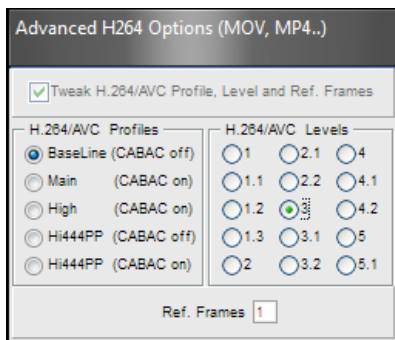 Advanced H264 Options (MOV, MP4..)
Tweak H.264/AVC Profile, Level and Ref. Frames
H.264/AVC Profiles
BaseLine (CABAC off)
Main (CABAC on)
High (CABAC on)
Hi444PP (CABAC off)
Hi444PP (CABAC on)
H.264/AVC Levels
1 2.1 4
1.1 2.2 4.1
1.2 3 4.2
1.3 3.1 5
2 3.2 5.1
Ref. Frames 1